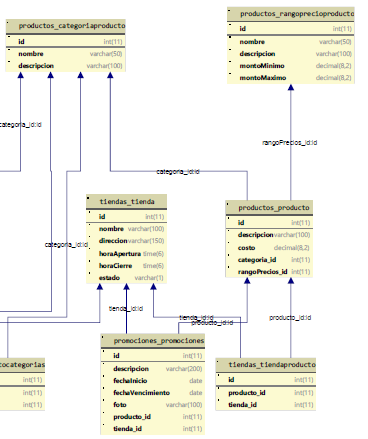 productos_categoriaproducto
id int(11)
nombre varchar(50)
descripcion varchar(100)
productos_rangoprecioproducto
id int(11)
nombre varchar(50)
descripcion varchar(100)
montoMinimo decimal(8,2)
montoMaximo decimal(8,2)
categoria_id:id
rangoPrecios_id:id
categoria_id:id
tiendas_tienda
id int(11)
nombre varchar(100)
direccion varchar(150)
horaApertura time(6)
horaCierre time(6)
estado varchar(1)
productos_producto
id int(11)
descripcion varchar(100)
costo decimal(8,2)
categoria_id int(11)
rangoPrecios_id int(11)
categoria_id:id
tienda_id:id
tienda_id:id
producto_id:id
producto_id:id
promociones_promociones
id int(11)
descripcion varchar(200)
fechaInicio date
fechaVencimiento date
foto varchar(100)
producto_id int(11)
tienda_id int(11)
tiendas_tiendaproducto
id int(11)
producto_id int(11)
tienda_id int(11)
tocategorias
int(11)
int(11)
int(11)